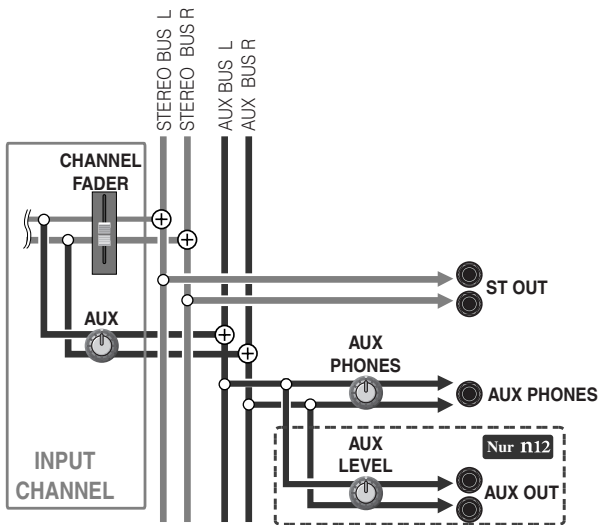 STEREO BUS L
STEREO BUS R
AUX BUS L
AUX BUS R
CHANNEL
FADER
ST OUT
AUX
AUX
PHONES
AUX PHONES
INPUT
CHANNEL
AUX
LEVEL
Nur n12
AUX OUT